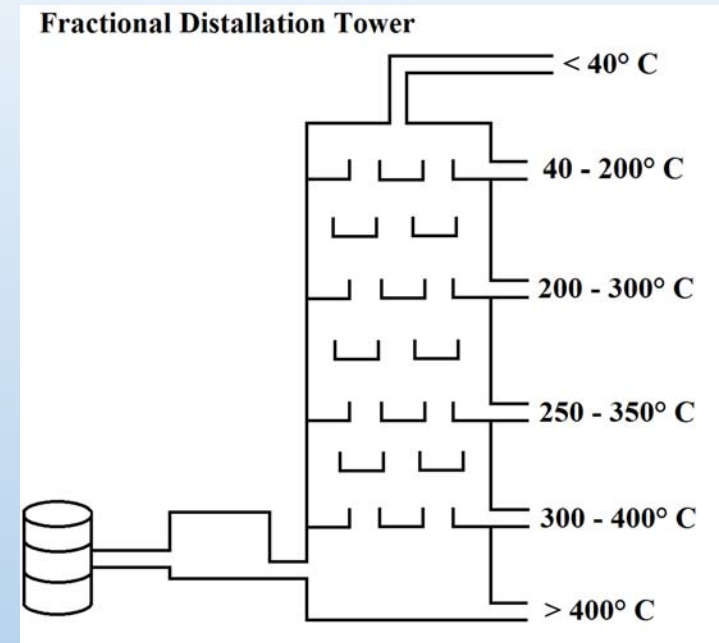 Fractional Distallation Tower
< 40° C
40 - 200° C
200 - 300° C
250 - 350° C
300 - 400° C
> 400° C